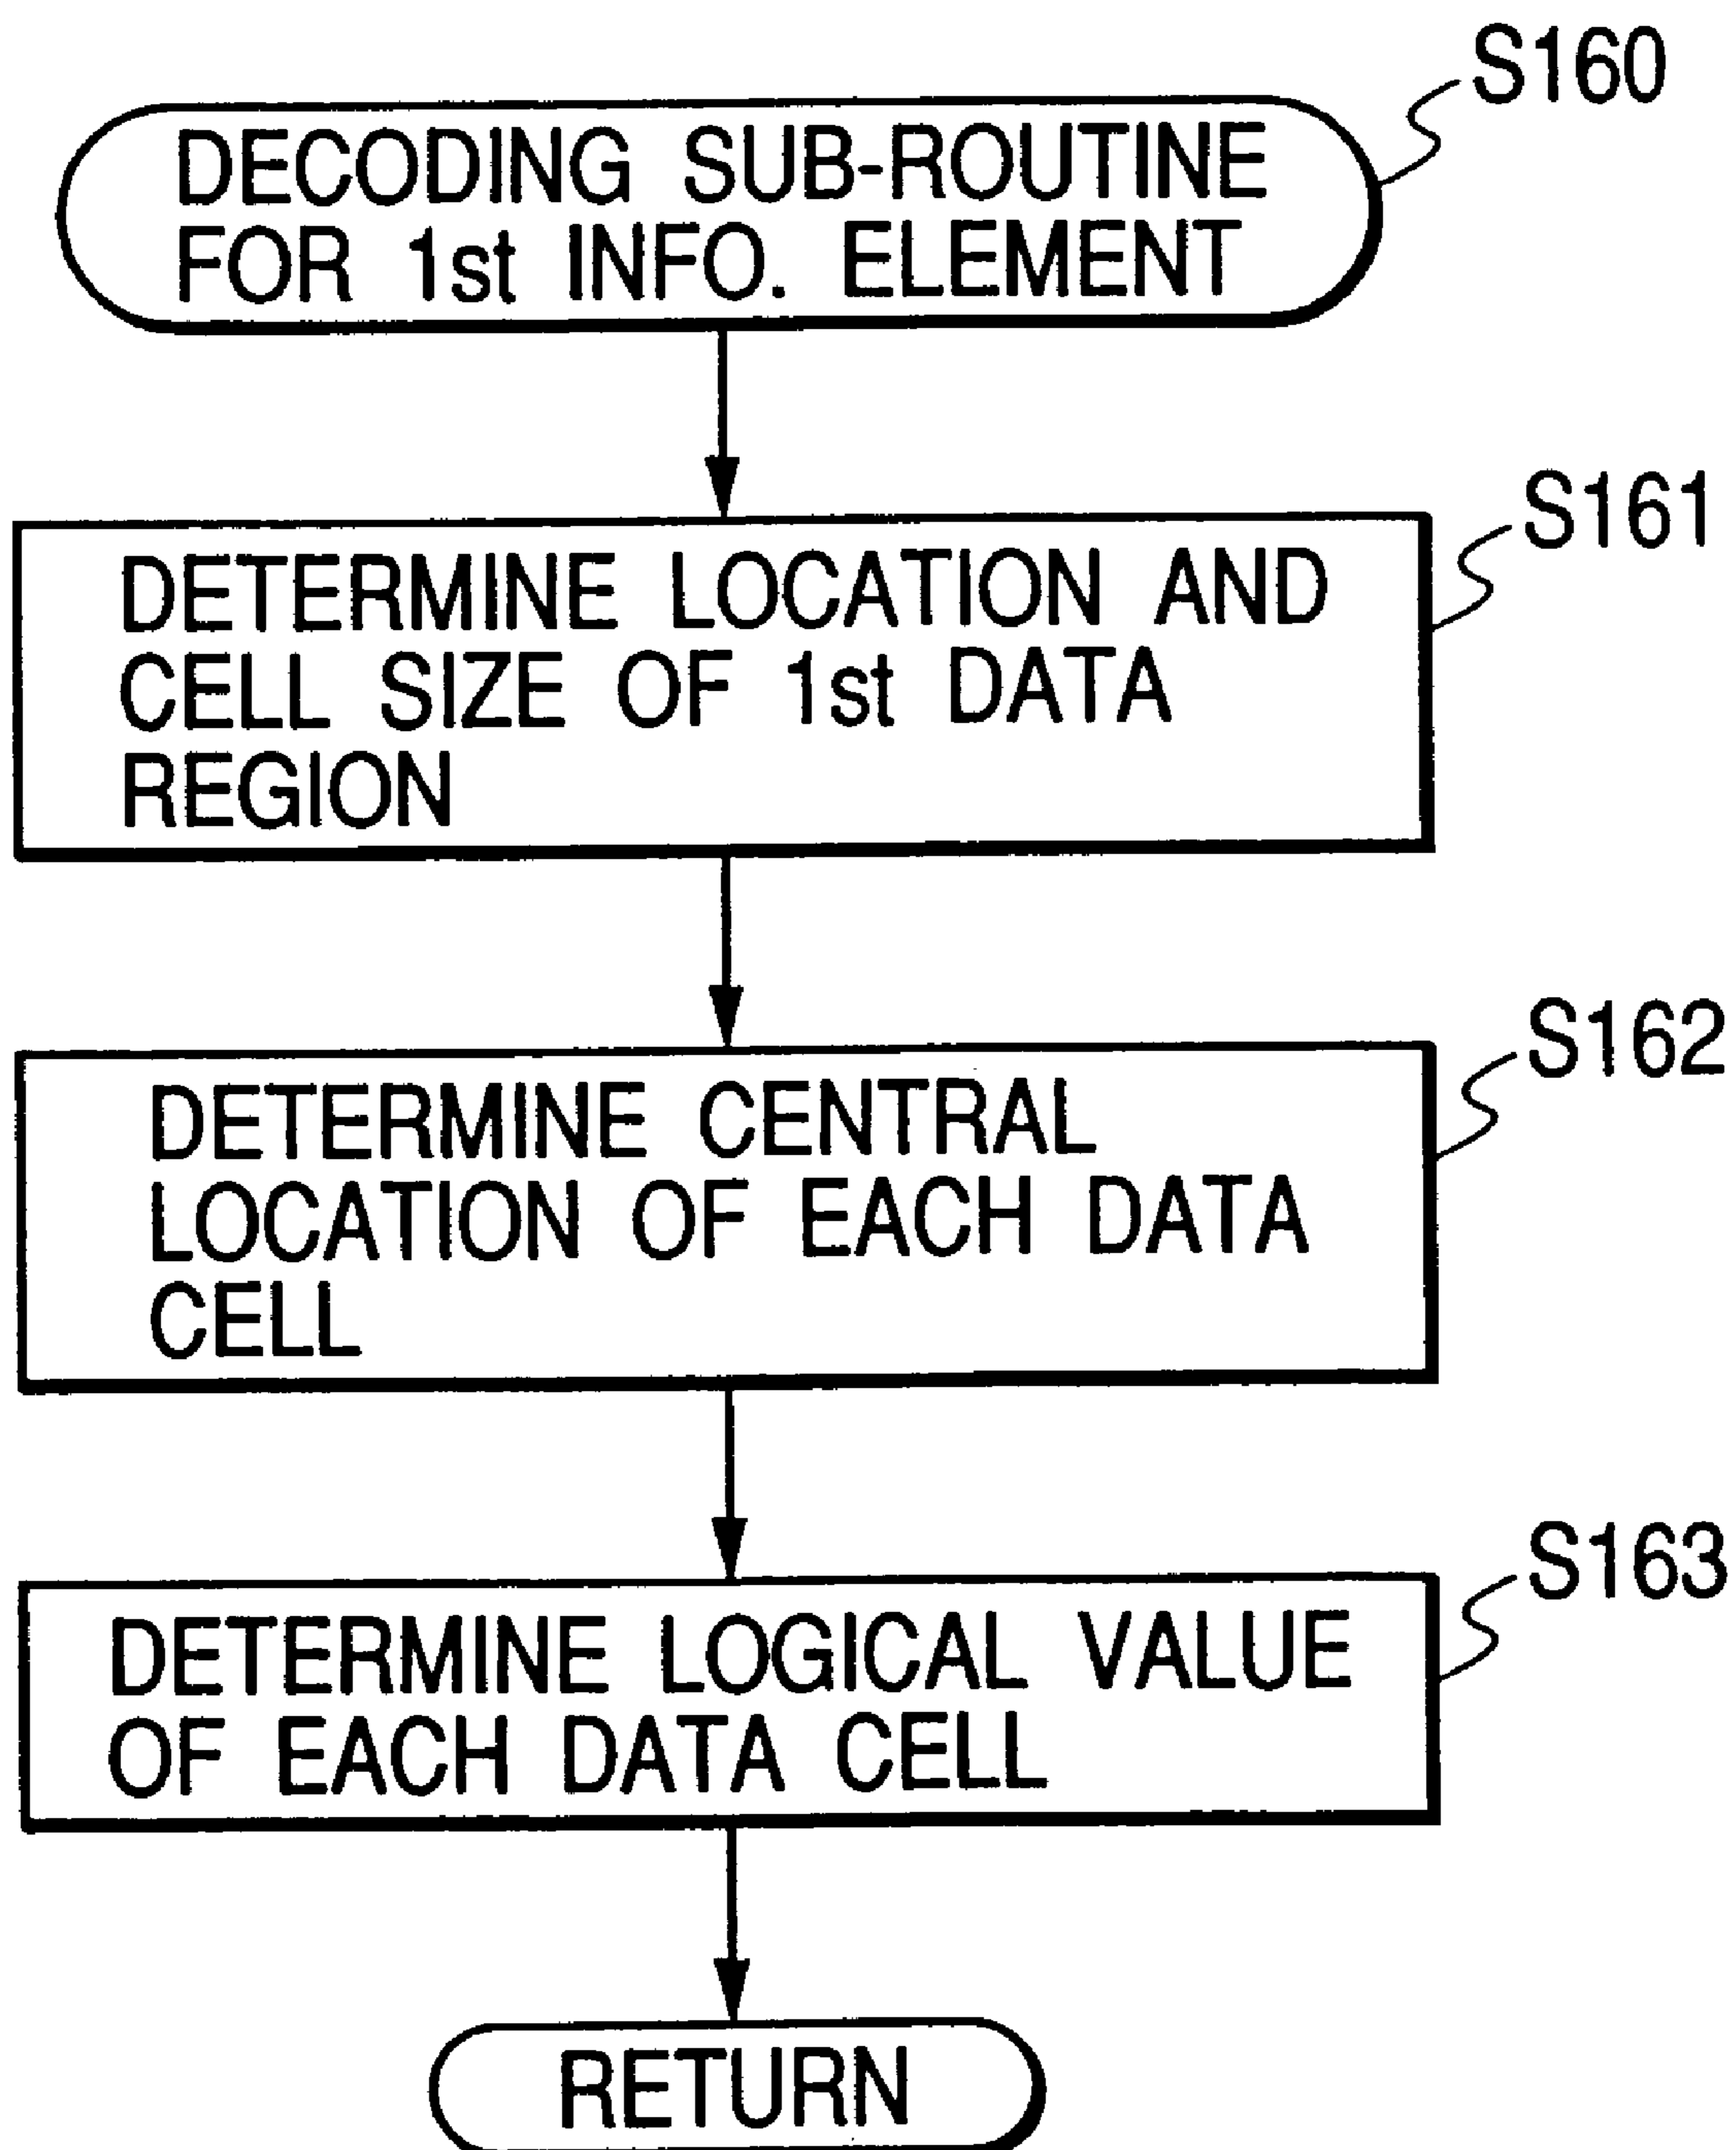 S160
DECODING SUB-ROUTINE
FOR 1st INFO. ELEMENT
S161
DETERMINE LOCATION AND
CELL SIZE OF 1st DATA
REGION
S162
DETERMINE CENTRAL
LOCATION OF EACH DATA
CELL
S163
DETERMINE LOGICAL VALUE
OF EACH DATA CELL
RETURN